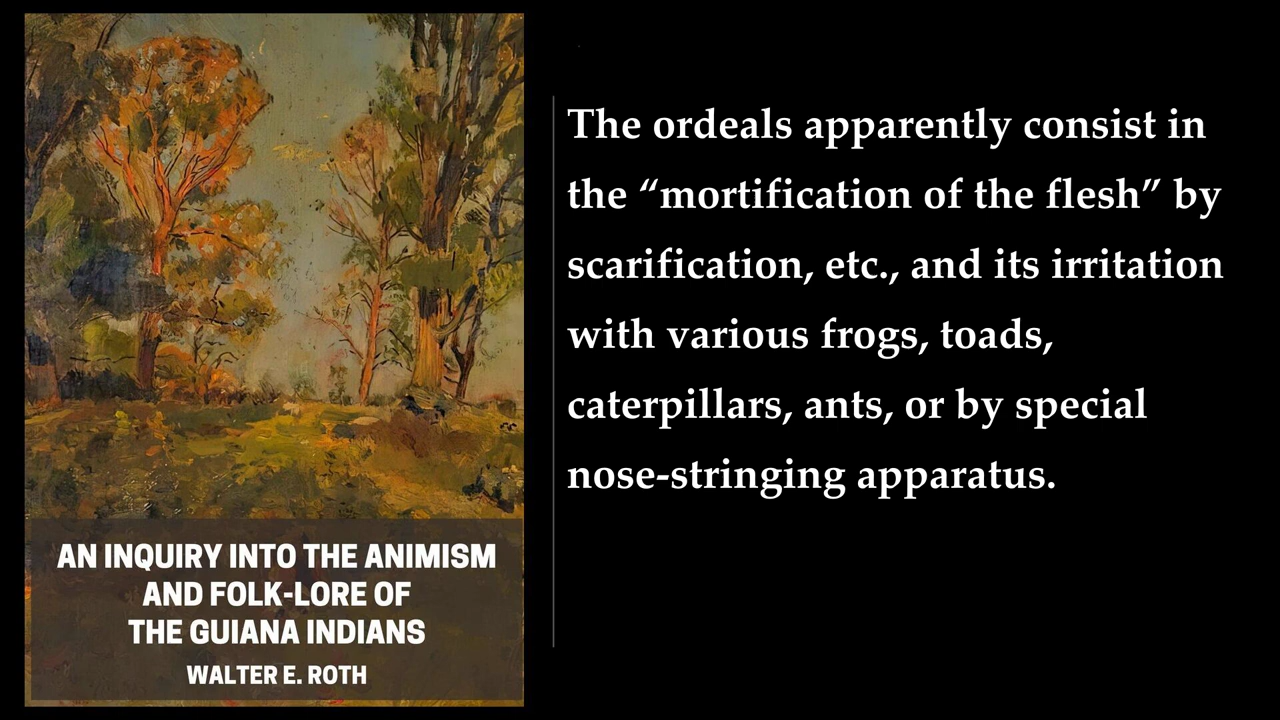 The ordeals apparently consist in
the “mortification of the flesh” by
scarification, etc., and its irritation
with various frogs, toads,
caterpillars, ants, or by special
nose-stringing apparatus.
AN INQUIRY INTO THE ANIMISM
AND FOLK-LORE OF
THE GUIANA INDIANS
WALTER E. ROTH